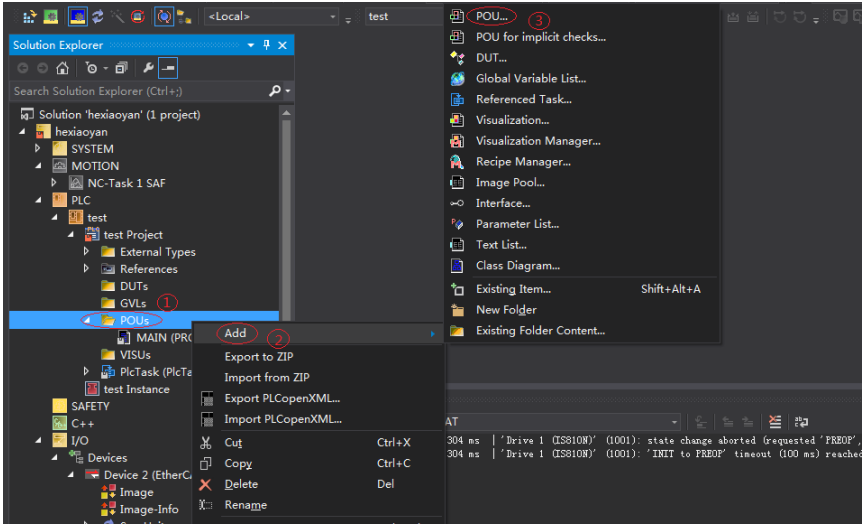 <Local>
test
Solution Explorer
Search Solution Explorer (Ctrl+;)
Solution 'hexiaoyan' (1 project)
hexiaoyan
SYSTEM
MOTION
NC-Task 1 SAF
PLC
test
test Project
External Types
References
DUTs
GVLs
①
POUs
MAIN (PRC
VISUs
PlcTask (PlcTa
test Instance
SAFETY
C++
I/O
Devices
Device 2 (EtherCA
Image
Image-Info
Add
②
Export to ZIP
Import from ZIP
Export PLCopenXML...
Import PLCopenXML...
Cut Ctrl+X
Copy Ctrl+C
Delete Del
Rename
POU...
③
POU for implicit checks...
DUT...
Global Variable List...
Referenced Task...
Visualization...
Visualization Manager...
Recipe Manager...
Image Pool...
Interface...
Parameter List...
Text List...
Class Diagram...
Existing Item... Shift+Alt+A
New Folder
Existing Folder Content...
AT
304 ms | 'Drive 1 (IS810N)' (1001): state change aborted (requested 'PREOP',
304 ms | 'Drive 1 (IS810N)' (1001): 'INIT to PREOP' timeout (100 ms) reached